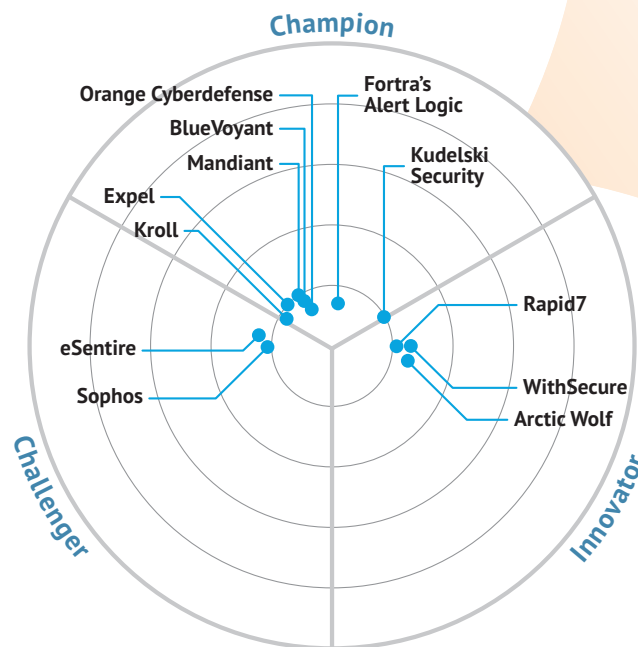 Champion
Orange Cyberdefense
Fortra's
Alert Logic
BlueVoyant
Mandiant
Kudelski
Security
Expel
Kroll
Rapid7
eSentire
WithSecure
Sophos
Arctic Wolf
Challenger
Innovator